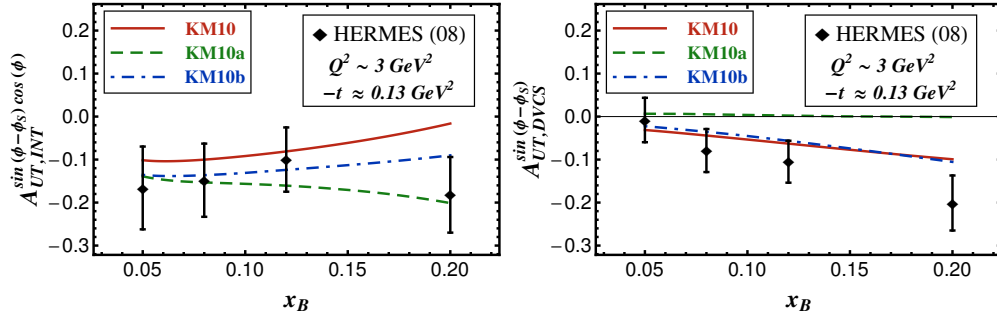 KM10
KM10a
KM10b
◆ HERMES (08)
Q² ~ 3 GeV²
−t ≈ 0.13 GeV²
0.2
0.1
0.0
−0.1
−0.2
−0.3
A_{UT,INT}^{sin(ϕ−ϕ_S) cos(ϕ)}
0.05 0.10 0.15 0.20
x_B
KM10
KM10a
KM10b
◆ HERMES (08)
Q² ~ 3 GeV²
−t ≈ 0.13 GeV²
0.2
0.1
0.0
−0.1
−0.2
−0.3
A_{UT,DVCS}^{sin(ϕ−ϕ_S)}
0.05 0.10 0.15 0.20
x_B